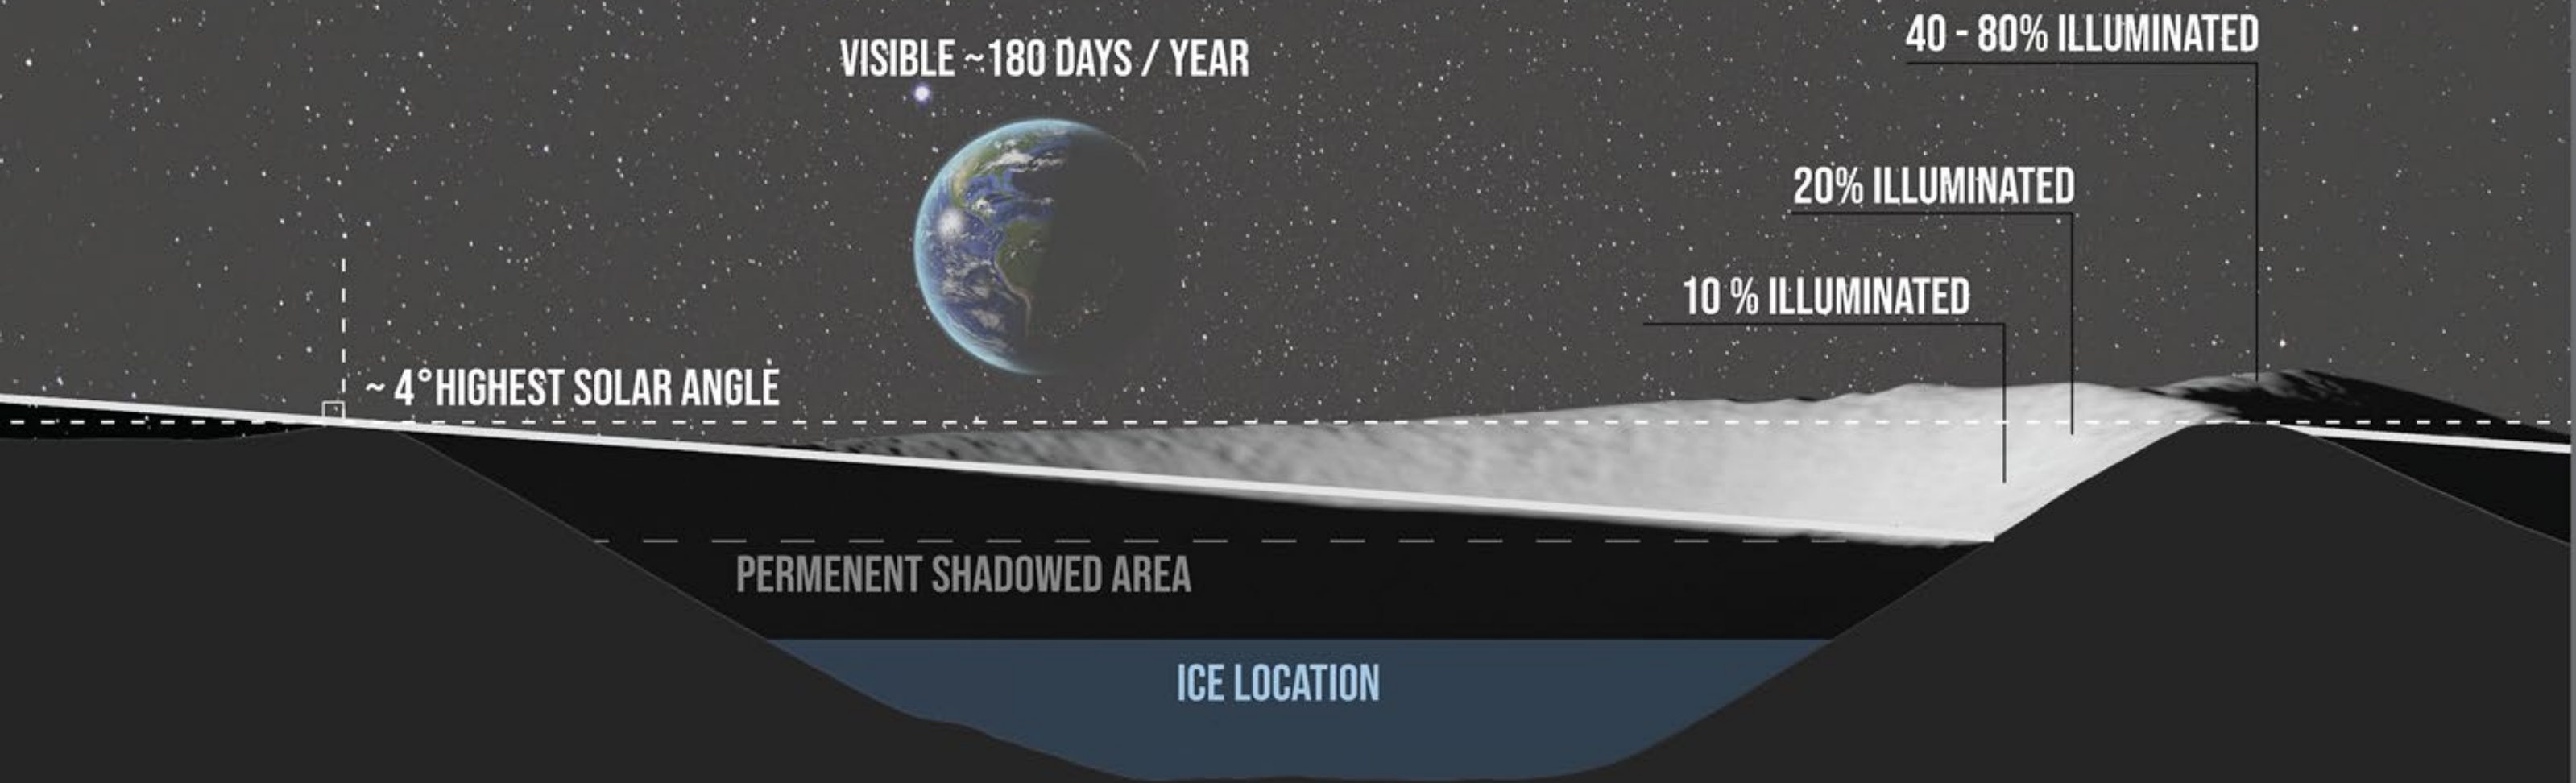 40 - 80% ILLUMINATED
VISIBLE ~180 DAYS / YEAR
20% ILLUMINATED
10 % ILLUMINATED
~ 4° HIGHEST SOLAR ANGLE
PERMENENT SHADOWED AREA
ICE LOCATION